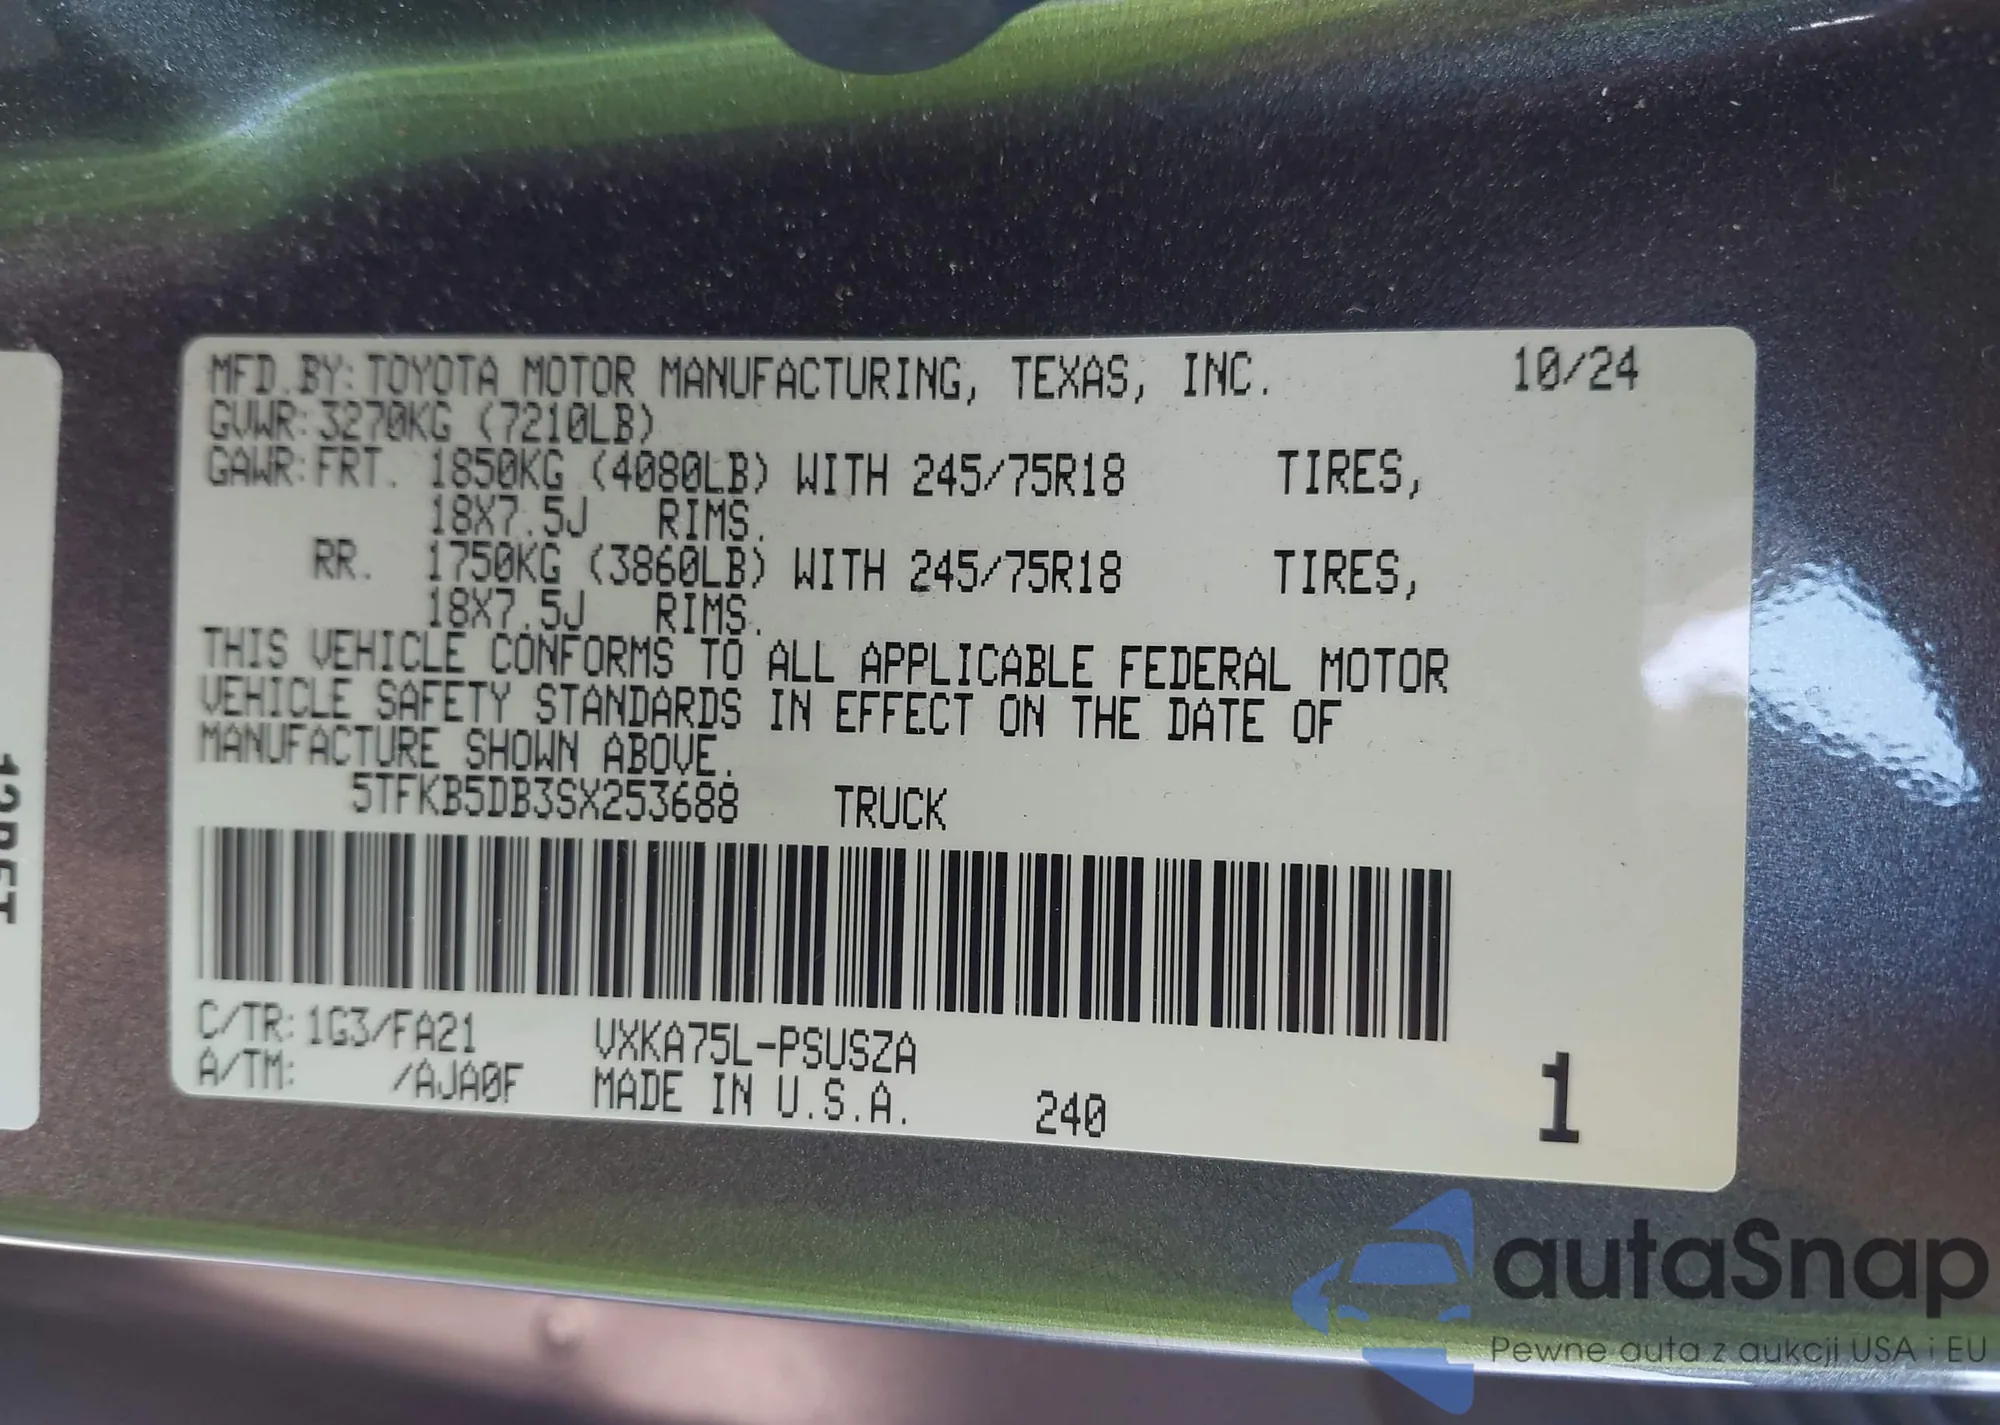 MFD.BY: TOYOTA MOTOR MANUFACTURING, TEXAS, INC. 10/24
GVWR: 3270KG (7210LB)
GAWR: FRT. 1850KG (4080LB) WITH 245/75R18 TIRES,
18X7.5J RIMS.
RR. 1750KG (3860LB) WITH 245/75R18 TIRES,
18X7.5J RIMS.
THIS VEHICLE CONFORMS TO ALL APPLICABLE FEDERAL MOTOR
VEHICLE SAFETY STANDARDS IN EFFECT ON THE DATE OF
MANUFACTURE SHOWN ABOVE.
5TFKB5DB3SX253688 TRUCK
C/TR: 1G3/FA21 VXKA75L-PSUSZA
A/TM: /AJA0F MADE IN U.S.A. 240 1
autaSnap
Pewne auta z aukcji USA i EU